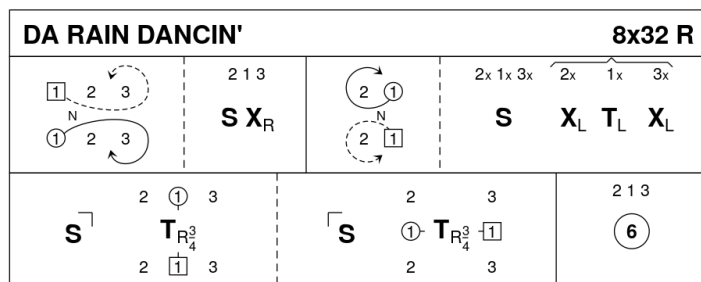 DA RAIN DANCIN' 8x32 R
2 1 3 2x 1x 3x 2x 1x 3x
1 2 3 2 1
N S X R N S X L T L X L
1 2 3 2 1
2 1 3 2 3 2 1 3
S T R 3/4 S 1 T R 3/4 1 6
2 1 3 2 3